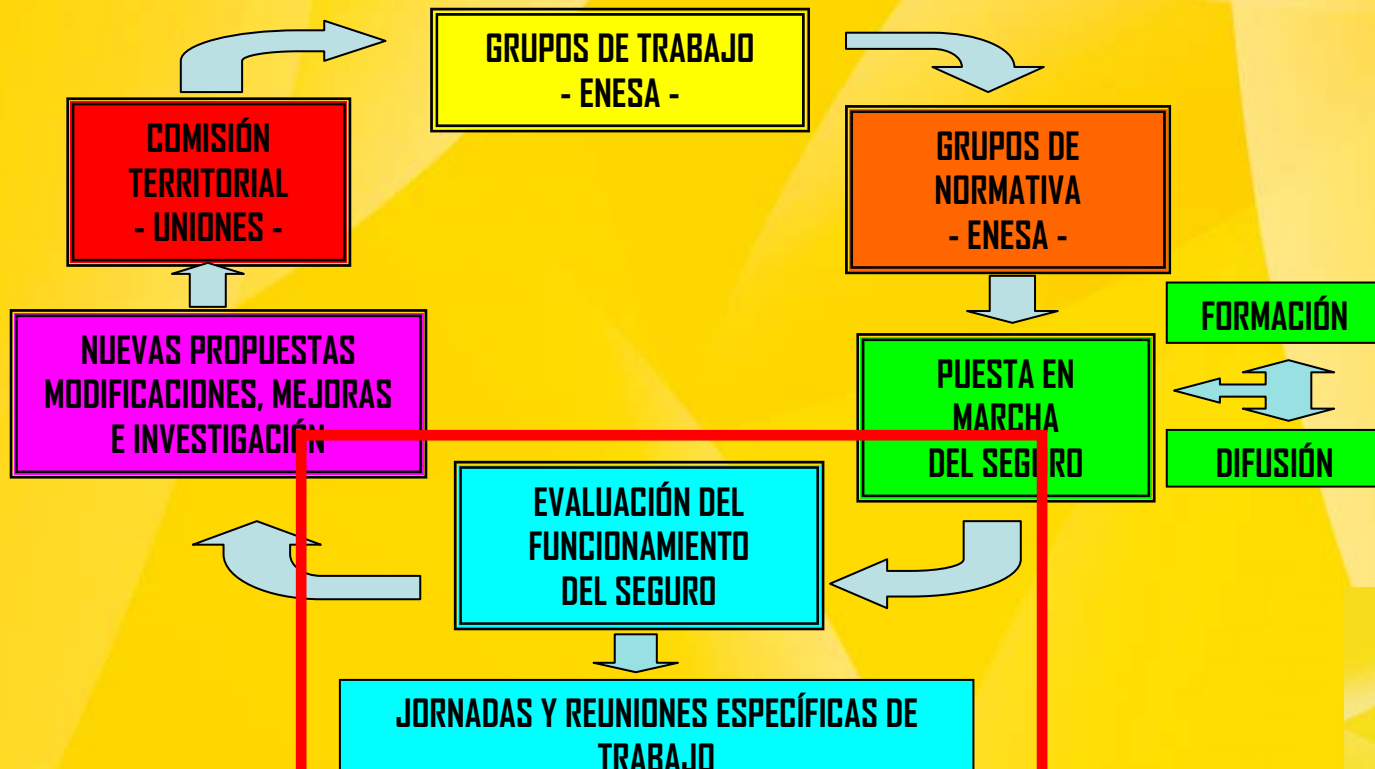 GRUPOS DE TRABAJO
- ENESA -
COMISIÓN
TERRITORIAL
- UNIONES -
GRUPOS DE
NORMATIVA
- ENESA -
NUEVAS PROPUESTAS
MODIFICACIONES, MEJORAS
E INVESTIGACIÓN
PUESTA EN
MARCHA
DEL SEGURO
FORMACIÓN
DIFUSIÓN
EVALUACIÓN DEL
FUNCIONAMIENTO
DEL SEGURO
JORNADAS Y REUNIONES ESPECÍFICAS DE
TRABAJO